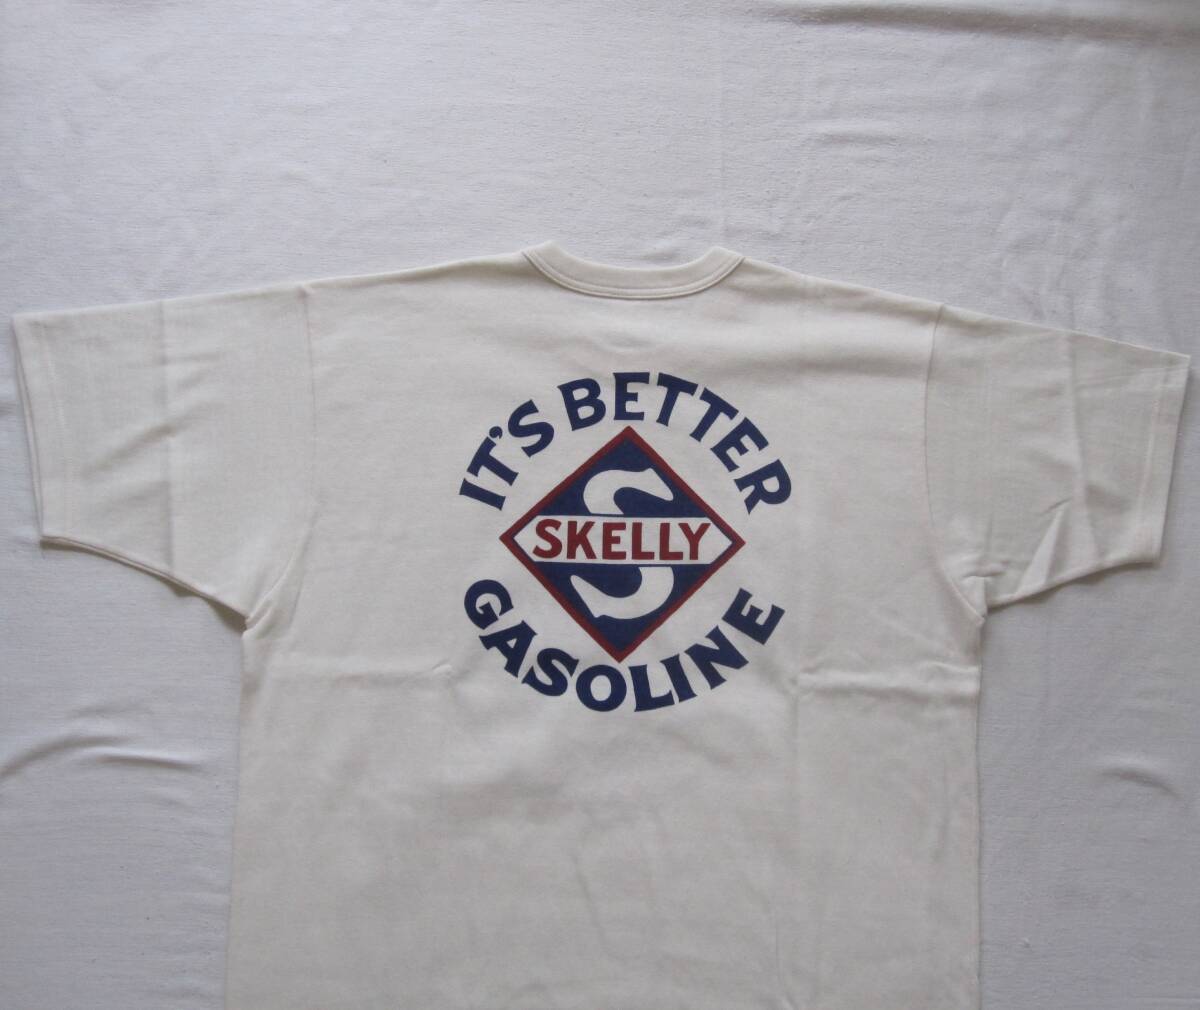 IT'S BETTER
S
SKELLY
GASOLINE